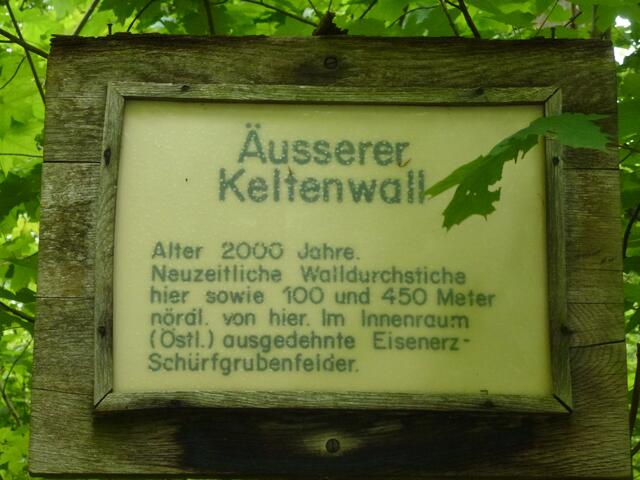 Äusserer
Keltenwall
Alter 2000 Jahre.
Neuzeitliche Walldurchstiche
hier sowie 100 und 450 Meter
nördl. von hier. Im Innenraum
(Östl.) ausgedehnte Eisenerz-
Schürfgrubenfelder.